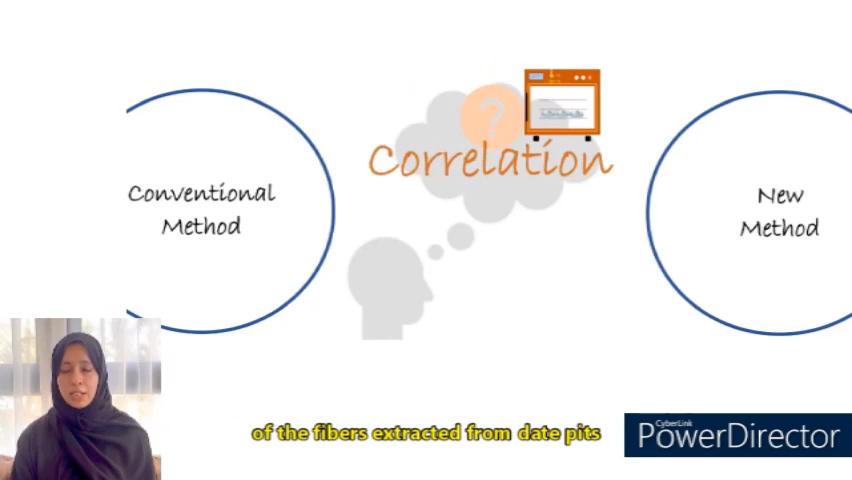 ?
Correlation
Conventional
Method
New
Method
of the fibers extracted from date pits
CyberLink
PowerDirector